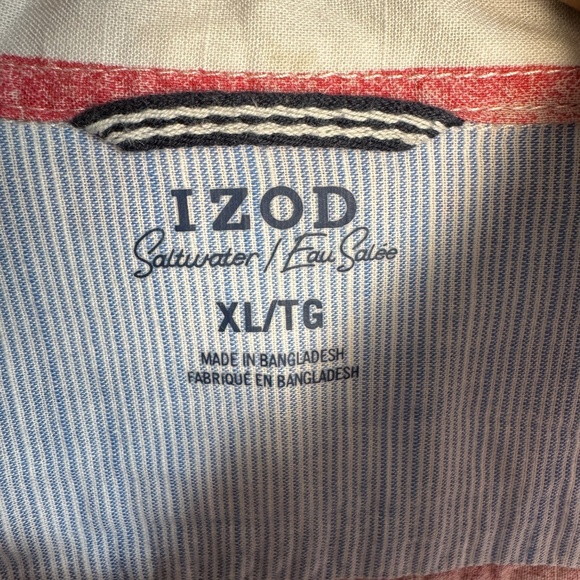 IZOD
Saltwater / Eau Salée
XL/TG
MADE IN BANGLADESH
FABRIQUÉ EN BANGLADESH